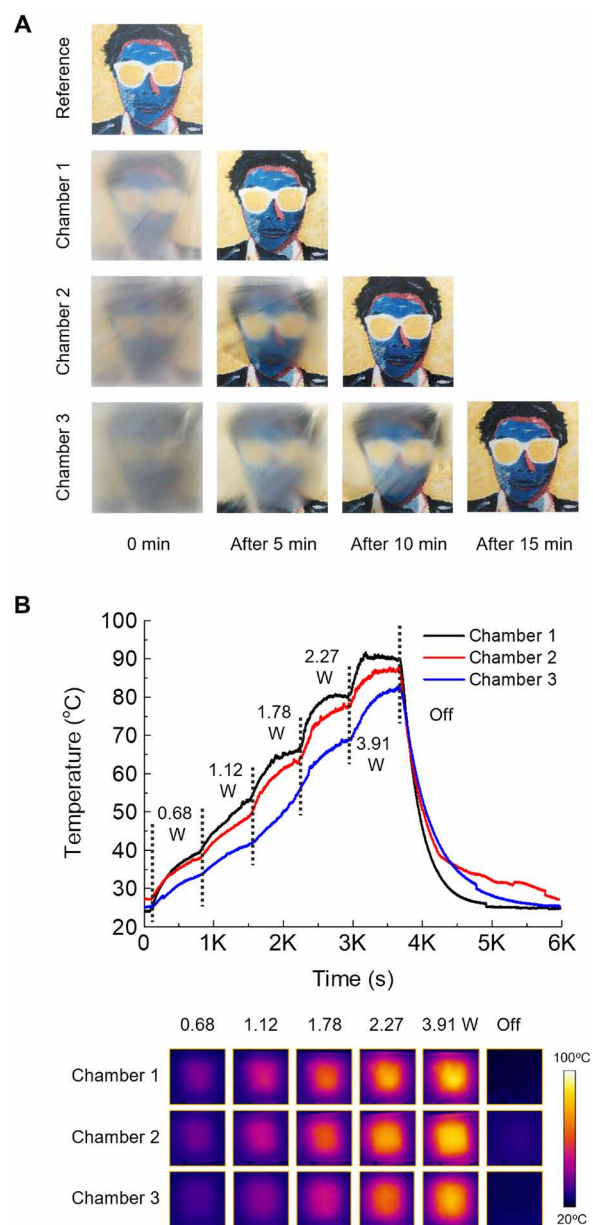 A
Reference
Chamber 1
Chamber 2
Chamber 3
0 min After 5 min After 10 min After 15 min
B
Temperature (ºC)
100
90
80
70
60
50
40
30
20
0 1K 2K 3K 4K 5K 6K
Time (s)
0.68
W
1.12
W
1.78
W
2.27
W
3.91
W
Off
Chamber 1
Chamber 2
Chamber 3
0.68 1.12 1.78 2.27 3.91 W Off
Chamber 1
Chamber 2
Chamber 3
100ºC
20ºC